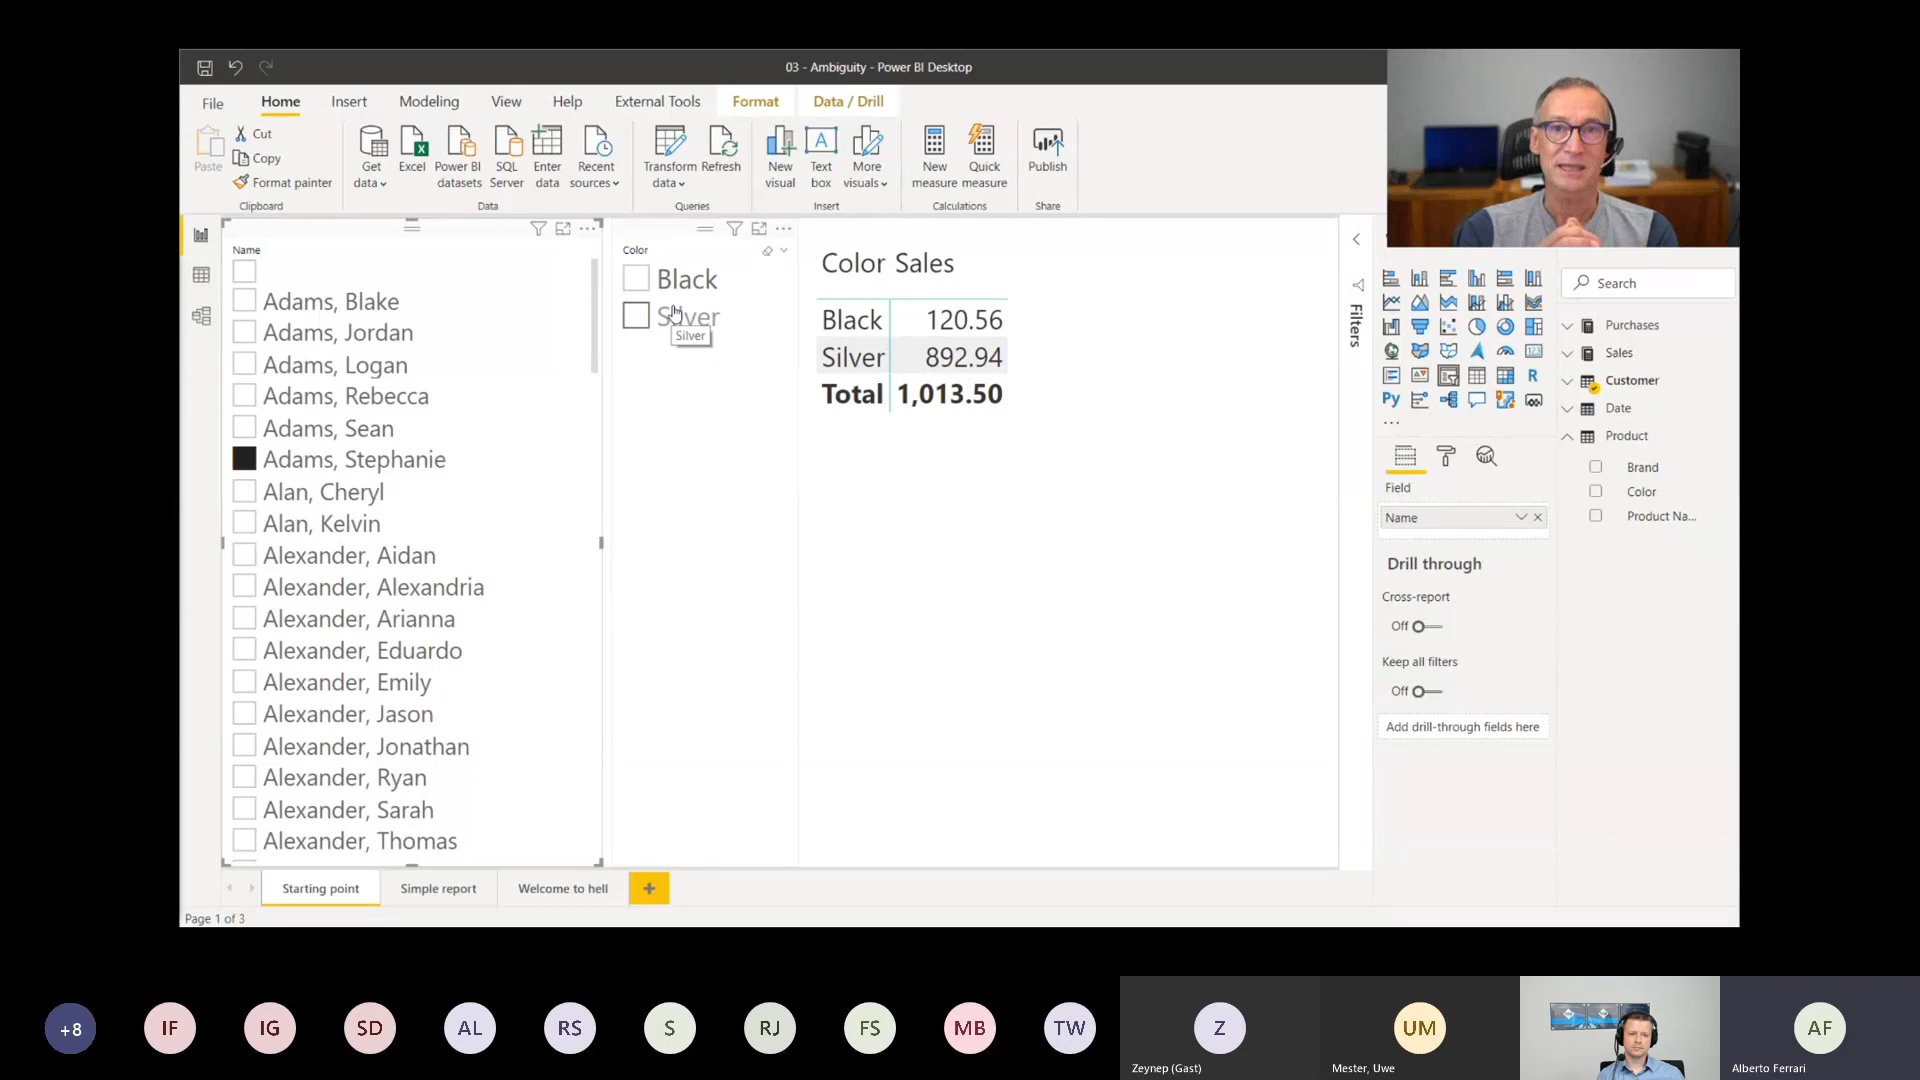 03 - Ambiguity - Power BI Desktop
File Home Insert Modeling View Help External Tools Format Data / Drill
Paste
Cut
Copy
Format painter
Clipboard
Get data
Excel
Power BI datasets
SQL Server
Enter data
Recent sources
Data
Transform data
Refresh
Queries
New visual
Text box
More visuals
Insert
New measure
Quick measure
Calculations
Publish
Share
Name
Adams, Blake
Adams, Jordan
Adams, Logan
Adams, Rebecca
Adams, Sean
Adams, Stephanie
Alan, Cheryl
Alan, Kelvin
Alexander, Aidan
Alexander, Alexandria
Alexander, Arianna
Alexander, Eduardo
Alexander, Emily
Alexander, Jason
Alexander, Jonathan
Alexander, Ryan
Alexander, Sarah
Alexander, Thomas
Color
Black
Silver
Silver
Color Sales
Black 120.56
Silver 892.94
Total 1,013.50
Filters
R
Py
Field
Name
Drill through
Cross-report
Off
Keep all filters
Off
Add drill-through fields here
Search
Purchases
Sales
Customer
Date
Product
Brand
Color
Product Na...
Starting point Simple report Welcome to hell +
Page 1 of 3
+8 IF IG SD AL RS S RJ FS MB TW Z UM AF
Zeynep (Gast) Mester, Uwe Alberto Ferrari